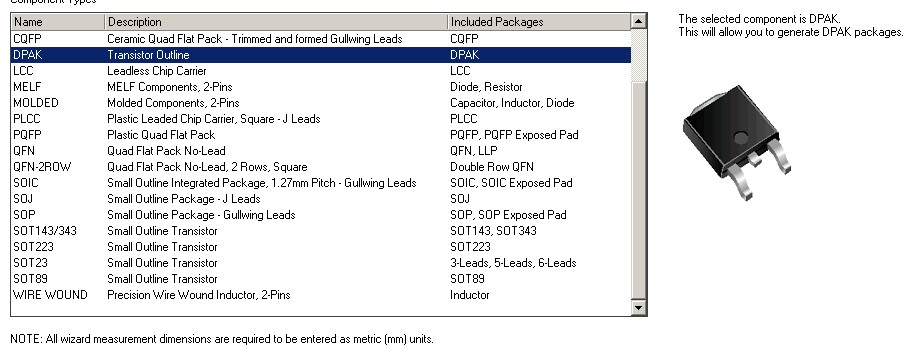 Component Types
Name Description Included Packages
CQFP Ceramic Quad Flat Pack - Trimmed and formed Gullwing Leads CQFP
DPAK Transistor Outline DPAK
LCC Leadless Chip Carrier LCC
MELF MELF Components, 2-Pins Diode, Resistor
MOLDED Molded Components, 2-Pins Capacitor, Inductor, Diode
PLCC Plastic Leaded Chip Carrier, Square - J Leads PLCC
PQFP Plastic Quad Flat Pack PQFP, PQFP Exposed Pad
QFN Quad Flat Pack No-Lead QFN, LLP
QFN-2ROW Quad Flat Pack No-Lead, 2 Rows, Square Double Row QFN
SOIC Small Outline Integrated Package, 1.27mm Pitch - Gullwing Leads SOIC, SOIC Exposed Pad
SOJ Small Outline Package - J Leads SOJ
SOP Small Outline Package - Gullwing Leads SOP, SOP Exposed Pad
SOT143/343 Small Outline Transistor SOT143, SOT343
SOT223 Small Outline Transistor SOT223
SOT23 Small Outline Transistor 3-Leads, 5-Leads, 6-Leads
SOT89 Small Outline Transistor SOT89
WIRE WOUND Precision Wire Wound Inductor, 2-Pins Inductor
NOTE: All wizard measurement dimensions are required to be entered as metric (mm) units.
The selected component is DPAK.
This will allow you to generate DPAK packages.